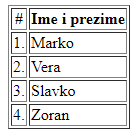 # Ime i prezime
1. Marko
2. Vera
3. Slavko
4. Zoran